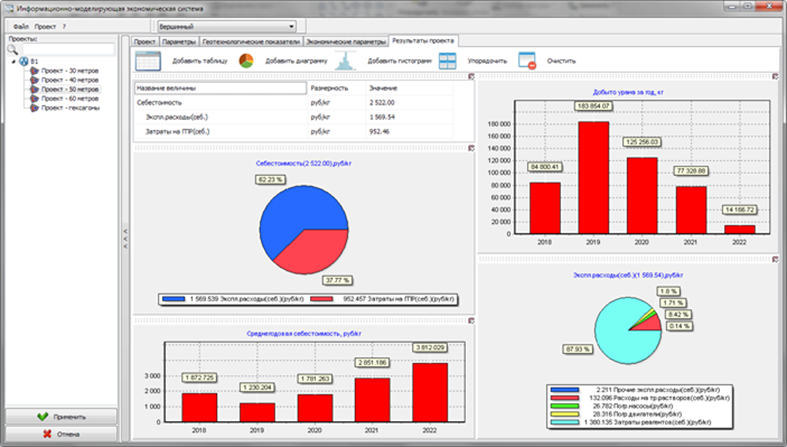 Информационно-моделирующая экономическая система
Файл Проект ?
Вершинный
Проекты:
В1
Проект - 30 метров
Проект - 40 метров
Проект - 50 метров
Проект - 60 метров
Проект - гексагоны
Применить
Отмена
Проект Параметры Геотехнологические показатели Экономические параметры Результаты проекта
Добавить таблицу Добавить диаграмму Добавить гистограмм Упорядочить Очистить
Название величины Размерность Значение
Себестоимость руб/кг 2 522.00
Экспл.расходы(себ.) руб/кг 1 569.54
Затраты на ГПР(себ.) руб/кг 952.46
Себестоимость(2 522.00),руб/кг
62.23 %
37.77 %
1 569.539 Экспл.расходы(себ.)(руб/кг) 952.457 Затраты на ГПР(себ.)(руб/кг)
Среднегодовая себестоимость, руб/кг
3 812.029
2 851.186
1 872.725
1 781.263
1 230.204
3 000
2 000
1 000
0
2018 2019 2020 2021 2022
Добыто урана за год, кг
183 854.07
125 256.03
84 800.41
77 328.88
14 166.72
180 000
160 000
140 000
120 000
100 000
80 000
60 000
40 000
20 000
0
2018 2019 2020 2021 2022
Экспл.расходы(себ.)(1 569.54),руб/кг
1.8 %
1.71 %
8.42 %
0.14 %
87.93 %
2.211 Прочие экспл.расходы(себ.)(руб/кг)
132.096 Расходы на тр.растворов(себ.)(руб/кг)
26.782 Погр.насосы(руб/кг)
28.316 Погр.двигатели(руб/кг)
1 380.135 Затраты реагентов(себ.)(руб/кг)